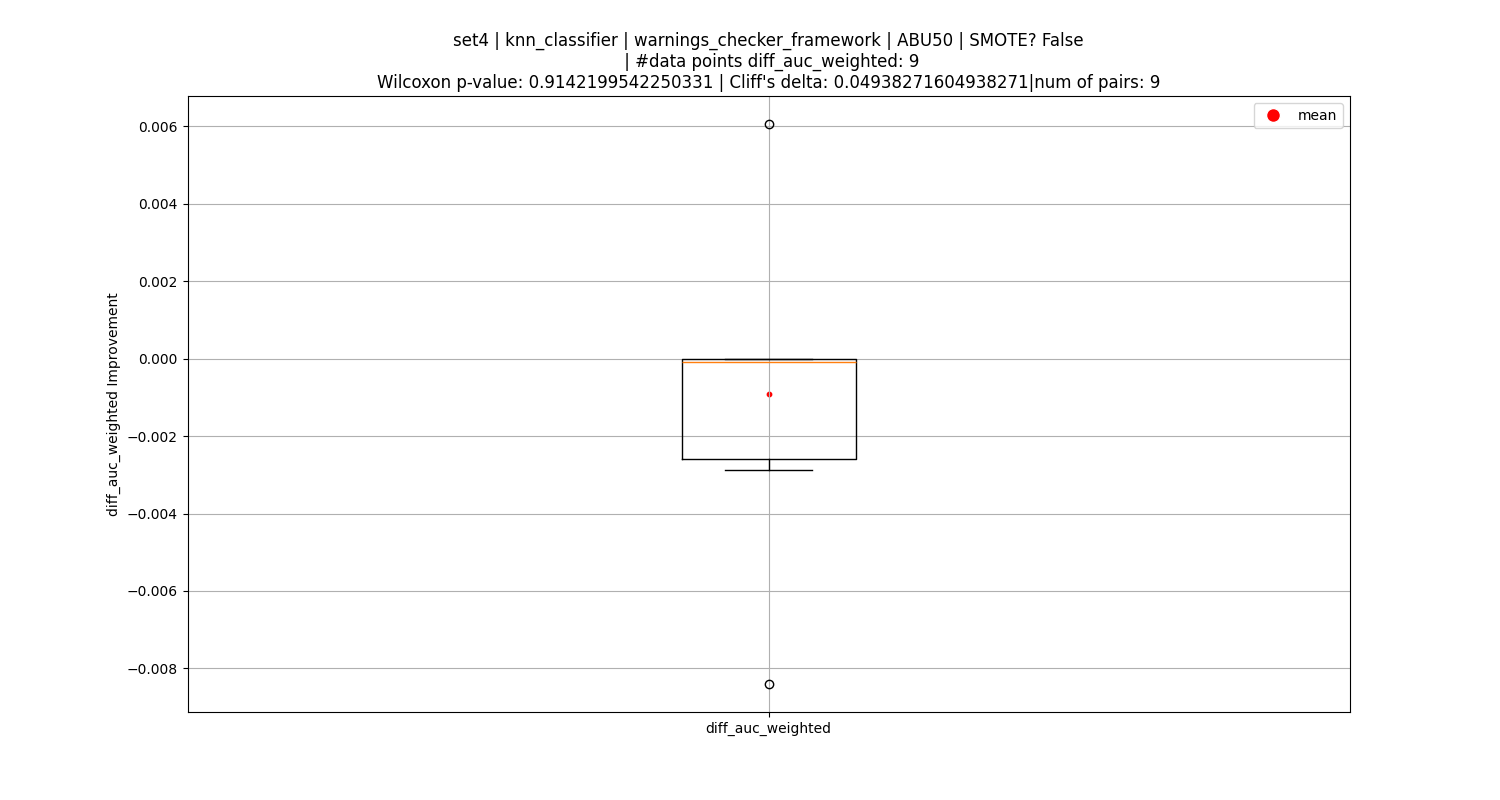 set4 | knn_classifier | warnings_checker_framework | ABU50 | SMOTE? False
| #data points diff_auc_weighted: 9
Wilcoxon p-value: 0.9142199542250331 | Cliff's delta: 0.04938271604938271|num of pairs: 9
mean
0.006
0.004
0.002
0.000
−0.002
−0.004
−0.006
−0.008
diff_auc_weighted Improvement
diff_auc_weighted